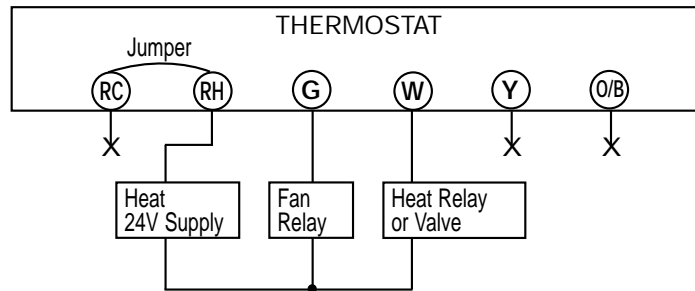 THERMOSTAT
Jumper
RC RH G W Y O/B
X X X
Heat
24V Supply
Fan
Relay
Heat Relay
or Valve